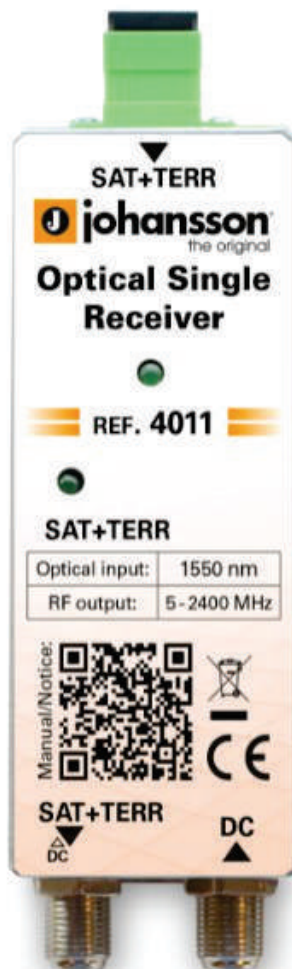 SAT+TERR
J johansson
the original
Optical Single
Receiver
REF. 4011
SAT+TERR
Optical input: 1550 nm
RF output: 5-2400 MHz
Manual/Notice:
CE
SAT+TERR
DC
DC